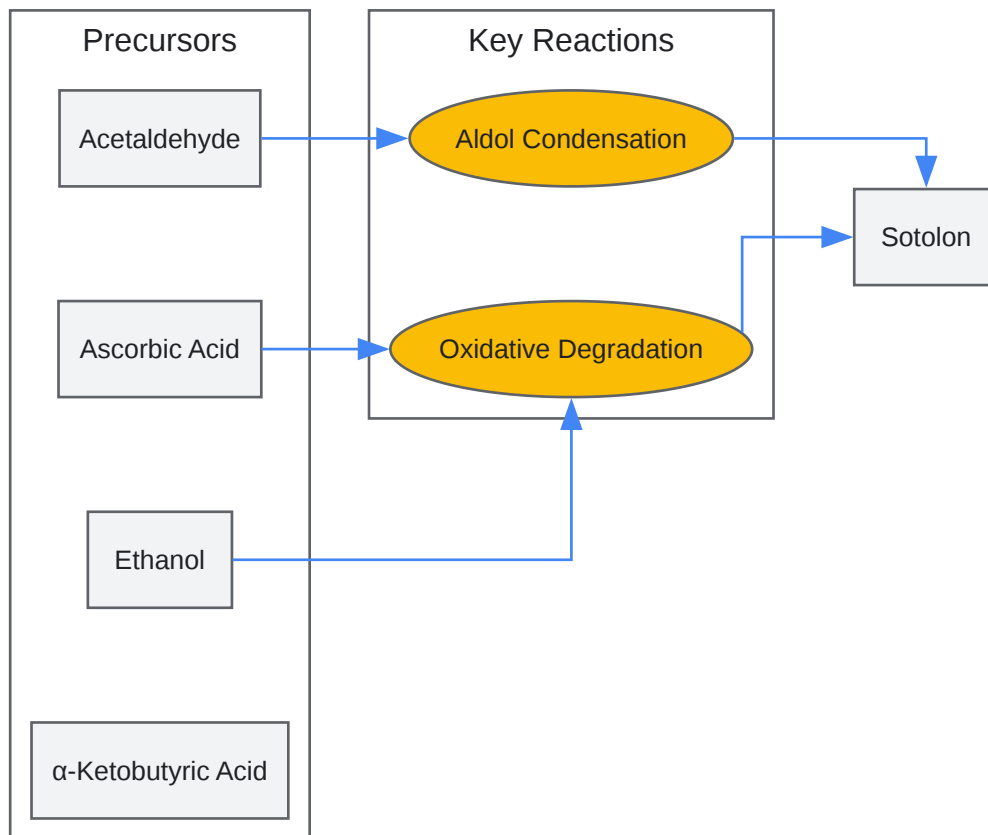 Precursors
Key Reactions
Acetaldehyde
Aldol Condensation
Sotolon
Ascorbic Acid
Oxidative Degradation
Ethanol
α-Ketobutyric Acid